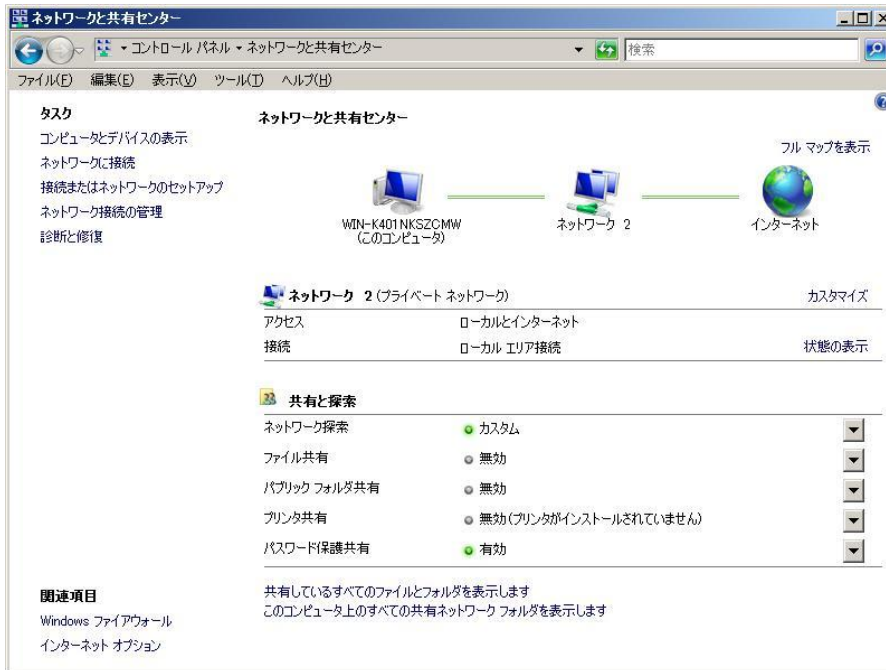 ネットワークと共有センター
コントロール パネル ネットワークと共有センター
検索
ファイル(F) 編集(E) 表示(V) ツール(T) ヘルプ(H)
タスク
コンピュータとデバイスの表示
ネットワークに接続
接続またはネットワークのセットアップ
ネットワーク接続の管理
診断と修復
ネットワークと共有センター
フル マップを表示
WIN-K401NKSZCMW
(このコンピュータ)
ネットワーク 2
インターネット
ネットワーク 2 (プライベート ネットワーク)
カスタマイズ
アクセス ローカルとインターネット
接続 ローカル エリア接続 状態の表示
共有と探索
ネットワーク探索 カスタム
ファイル共有 無効
パブリック フォルダ共有 無効
プリンタ共有 無効(プリンタがインストールされていません)
パスワード保護共有 有効
共有しているすべてのファイルとフォルダを表示します
このコンピュータ上のすべての共有ネットワーク フォルダを表示します
関連項目
Windows ファイアウォール
インターネット オプション